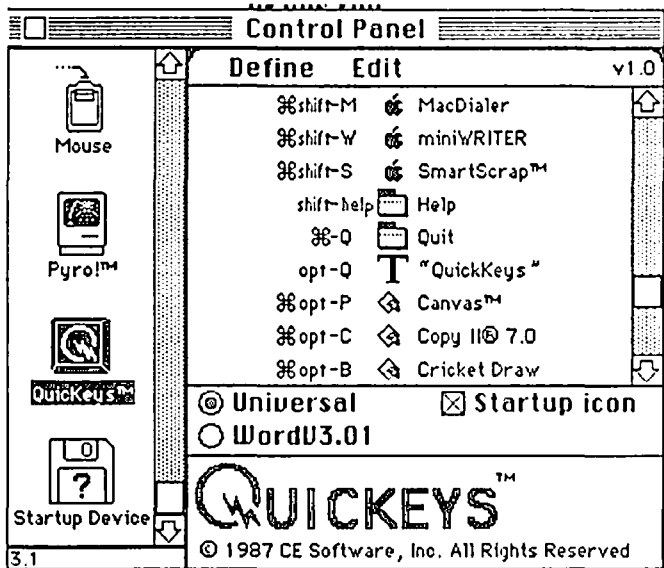 Control Panel
Define Edit v1.0
Mouse
Pyro!™
QuicKeys™
Startup Device
3.1
⌘shift-M MacDialer
⌘shift-W miniWRITER
⌘shift-S SmartScrap™
shift-help Help
⌘-Q Quit
opt-Q T "QuickKeys"
⌘opt-P Canvas™
⌘opt-C Copy II® 7.0
⌘opt-B Cricket Draw
Universal Startup icon
WordV3.01
QUICKEYS™
© 1987 CE Software, Inc. All Rights Reserved